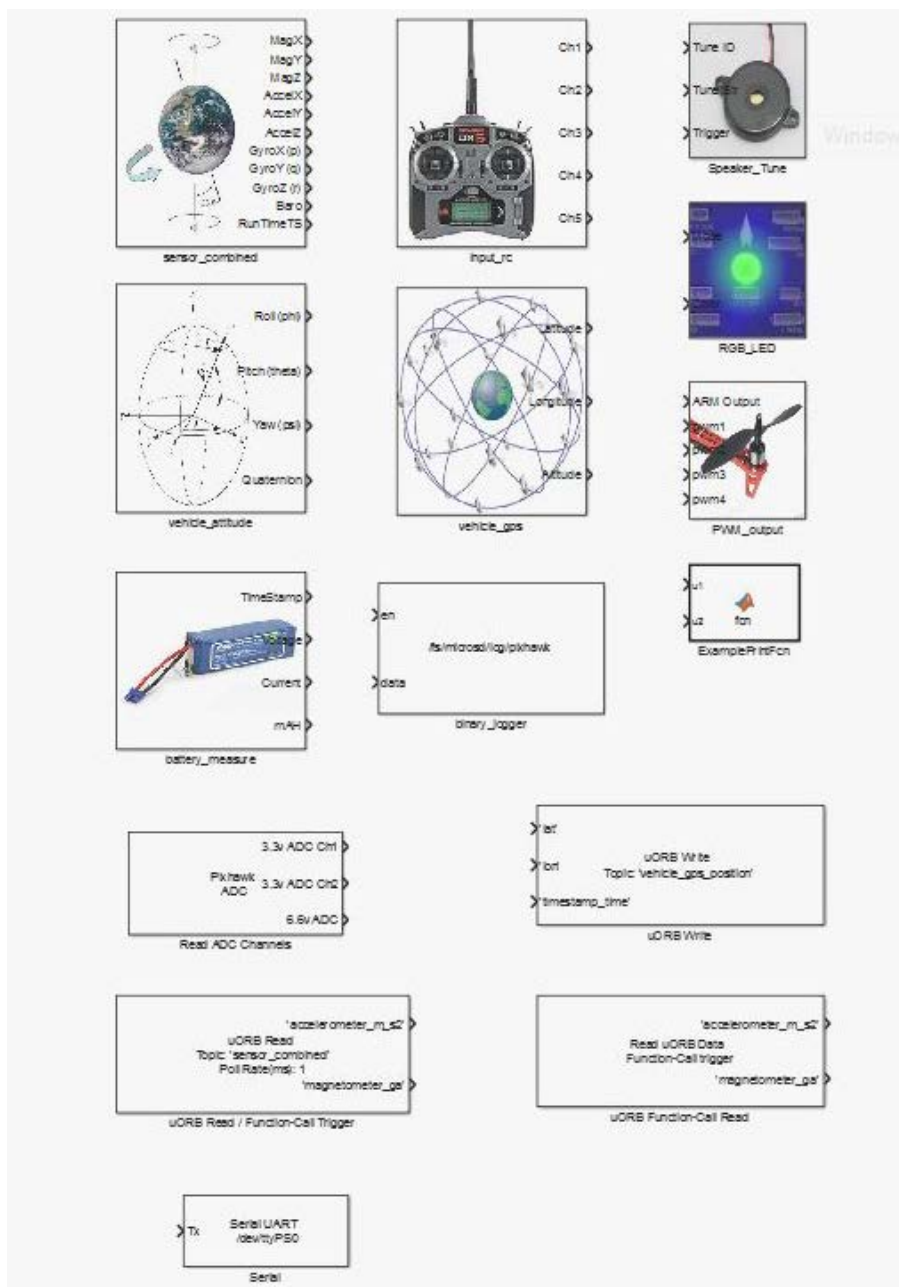 MagX
MagY
MagZ
AccelX
AccelY
AccelZ
GyroX (p)
GyroY (q)
GyroZ (r)
Baro
RunTimeTS
sensor_combined
Ch1
Ch2
Ch3
Ch4
Ch5
input_rc
Tune ID
Trigger
Speaker_Tune
Window
RGB_LED
Roll (phi)
Pitch (theta)
Yaw (psi)
Quaternion
vehicle_attitude
Latitude
Longitude
Altitude
vehicle_gps
ARM Output
pwm1
pwm3
pwm4
PWM_output
TimeStamp
Voltage
Current
mAH
battery_measure
en
/fs/microsd/log/pixhawk
data
binary_logger
u1
u2
fcn
ExamplePrintFcn
3.3v ADC Ch1
Pixhawk
ADC
3.3v ADC Ch2
6.6v ADC
Read ADC Channels
'lat'
'lon'
uORB Write
Topic: 'vehicle_gps_position'
'timestamp_time'
uORB Write
'accelerometer_m_s2'
uORB Read
Topic: 'sensor_combined'
Poll Rate(ms): 1
'magnetometer_ga'
uORB Read / Function-Call Trigger
'accelerometer_m_s2'
Read uORB Data
Function-Call trigger
'magnetometer_ga'
uORB Function-Call Read
Tx
Serial UART
/dev/ttyPS0
Serial